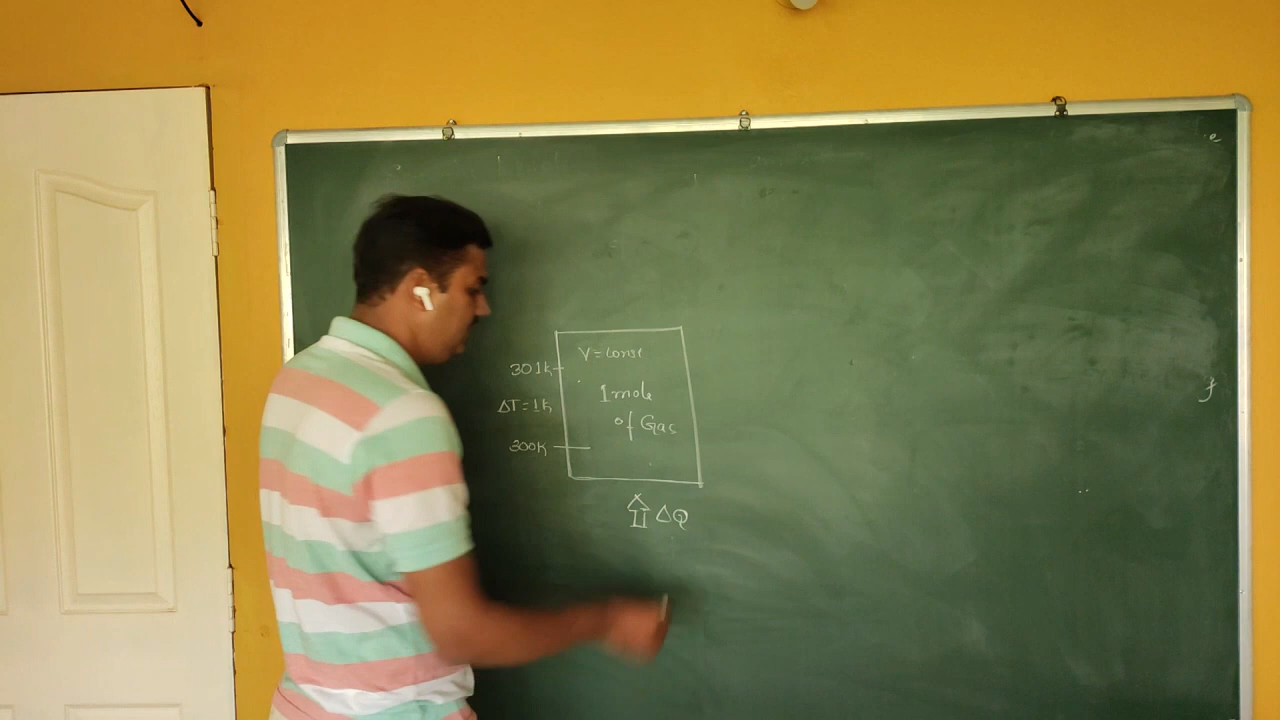 V = Const
301k
1 mole
ΔT = 1k
of Gas
300k
ΔQ